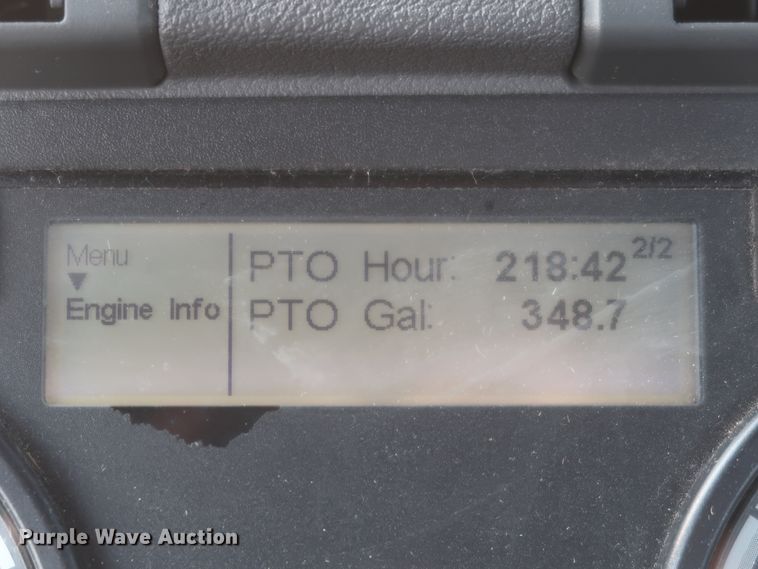 Menu
Engine Info
PTO Hour: 218:42 2/2
PTO Gal: 348.7
Purple Wave Auction